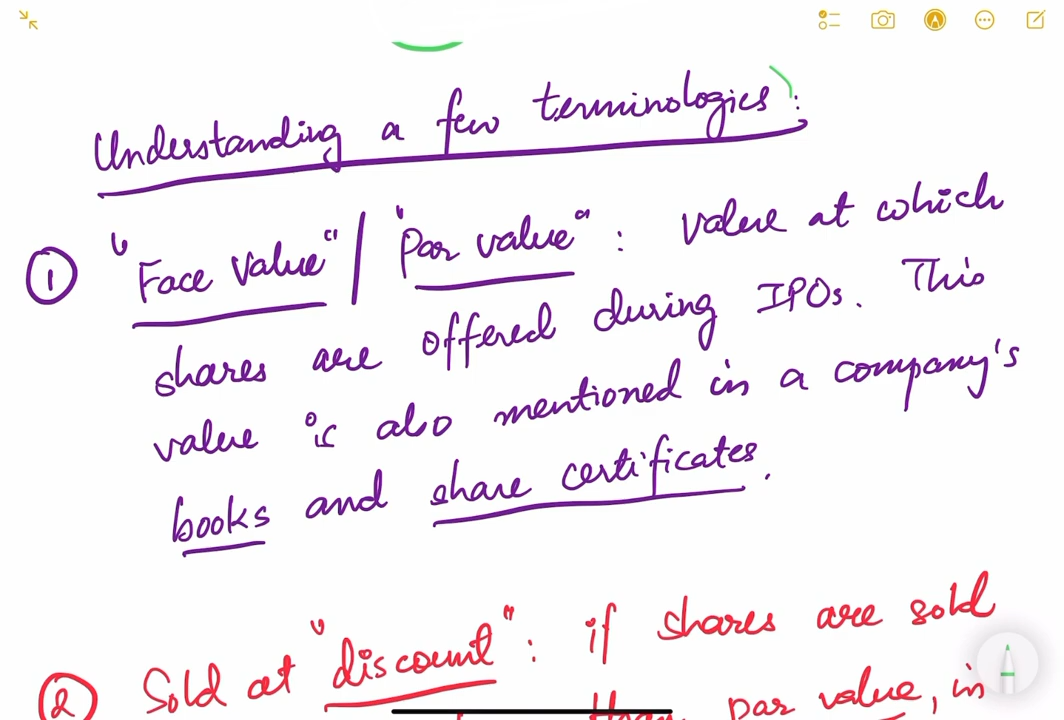 Understanding a few terminologies:
① "Face Value" / "Par value": value at which
shares are offered during IPOs. This
value is also mentioned in a company's
books and share certificates.
② Sold at "discount": if shares are sold
than par value, in